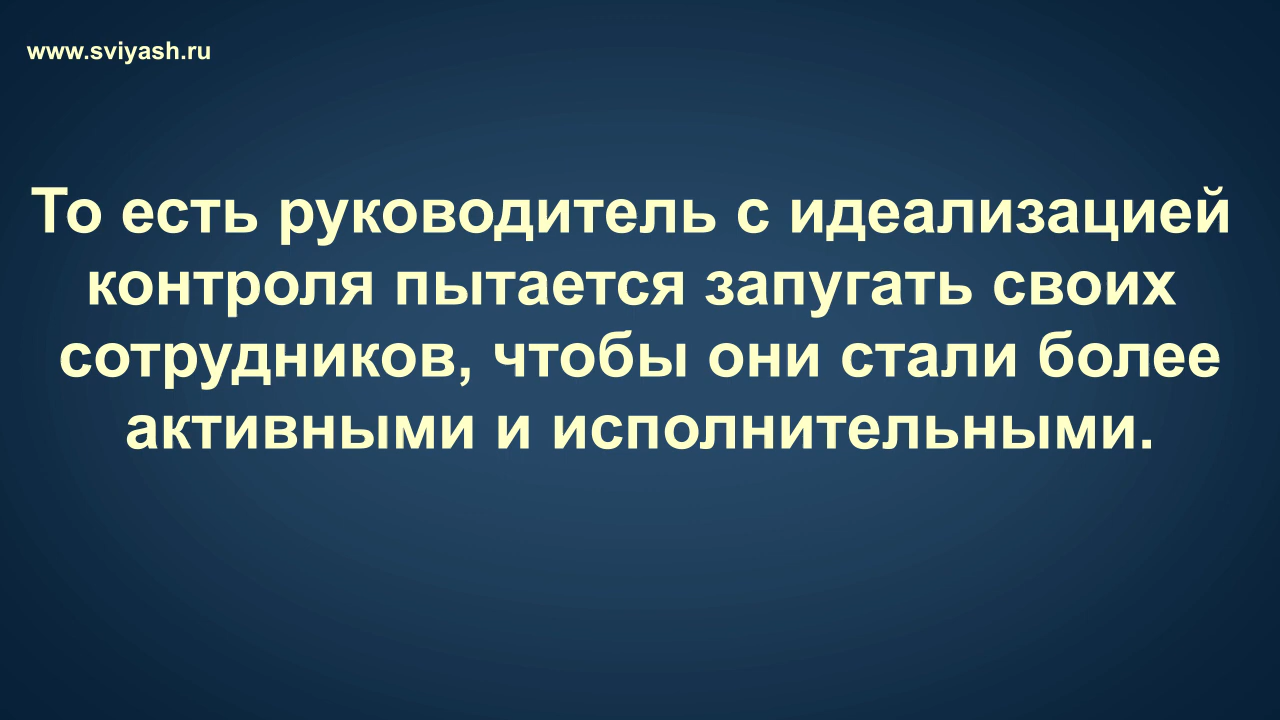 www.sviyash.ru
То есть руководитель с идеализацией
контроля пытается запугать своих
сотрудников, чтобы они стали более
активными и исполнительными.